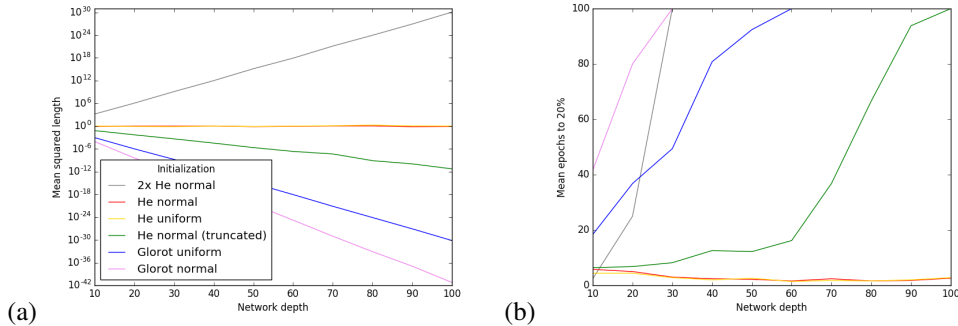 10^30
10^24
10^18
10^12
10^6
10^0
10^-6
10^-12
10^-18
10^-24
10^-30
10^-36
10^-42
Mean squared length
Initialization
2x He normal
He normal
He uniform
He normal (truncated)
Glorot uniform
Glorot normal
10 20 30 40 50 60 70 80 90 100
Network depth
(a)
100
80
60
40
20
0
Mean epochs to 20%
10 20 30 40 50 60 70 80 90 100
Network depth
(b)